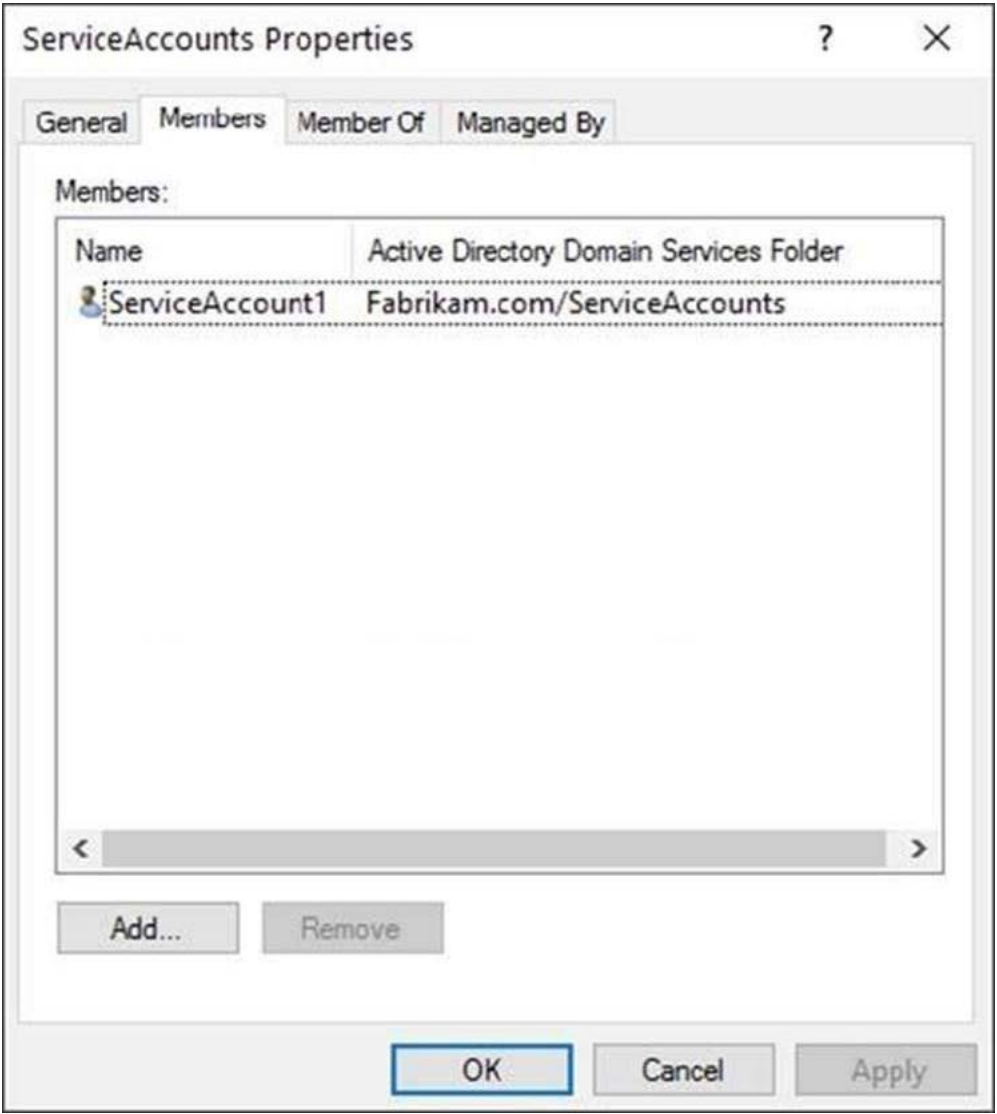 ServiceAccounts Properties ? ×
General Members Member Of Managed By
Members:
Name Active Directory Domain Services Folder
ServiceAccount1 Fabrikam.com/ServiceAccounts
Add... Remove
OK Cancel Apply